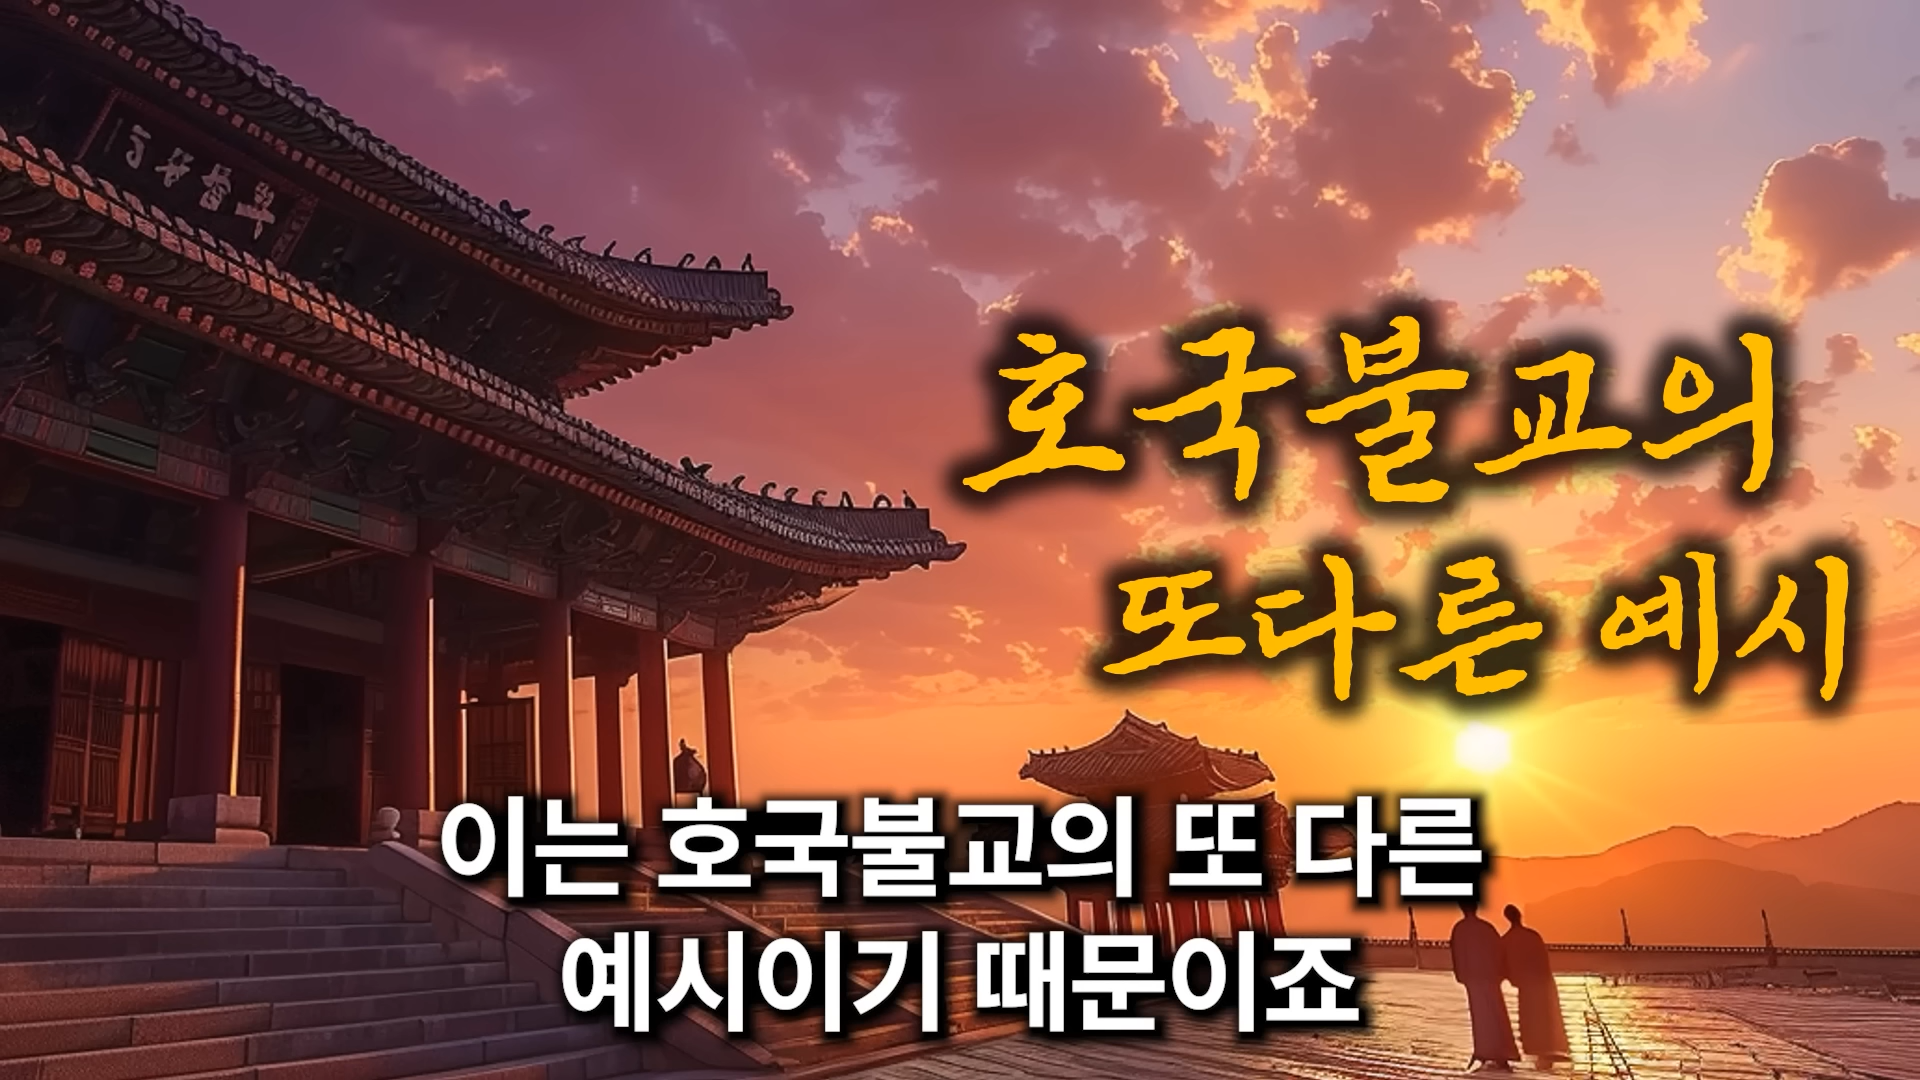 호국불교의
또다른 예시
이는 호국불교의 또 다른
예시이기 때문이죠